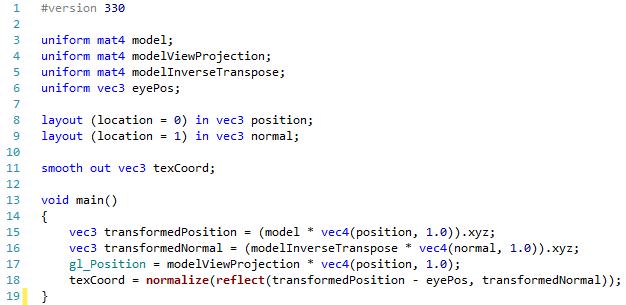 1 #version 330
2
3 uniform mat4 model;
4 uniform mat4 modelViewProjection;
5 uniform mat4 modelInverseTranspose;
6 uniform vec3 eyePos;
7
8 layout (location = 0) in vec3 position;
9 layout (location = 1) in vec3 normal;
10
11 smooth out vec3 texCoord;
12
13 void main()
14 {
15     vec3 transformedPosition = (model * vec4(position, 1.0)).xyz;
16     vec3 transformedNormal = (modelInverseTranspose * vec4(normal, 1.0)).xyz;
17     gl_Position = modelViewProjection * vec4(position, 1.0);
18     texCoord = normalize(reflect(transformedPosition - eyePos, transformedNormal));
19 }